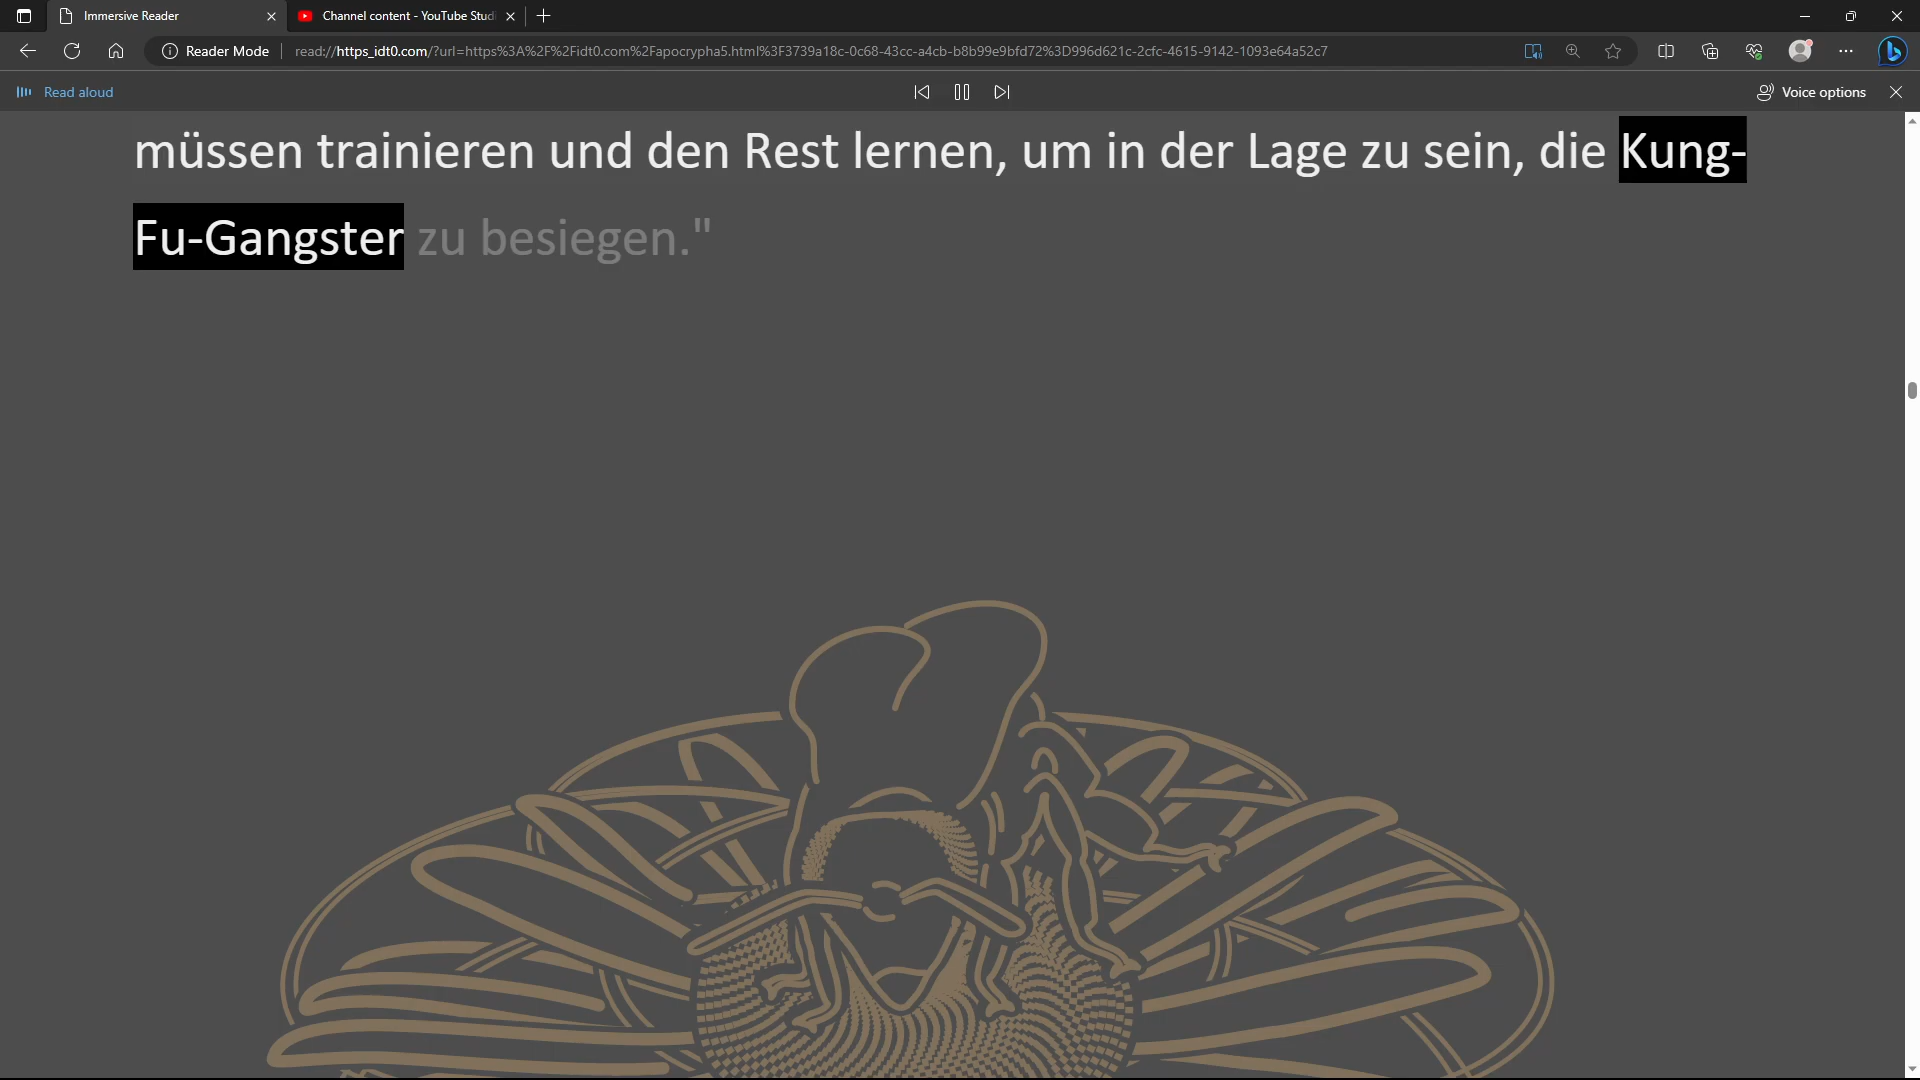 Immersive Reader
Channel content - YouTube Studi
Reader Mode
read://https_idt0.com/?url=https%3A%2F%2Fidt0.com%2Fapocrypha5.html%3F3739a18c-0c68-43cc-a4cb-b8b99e9bfd72%3D996d621c-2cfc-4615-9142-1093e64a52c7
Read aloud
Voice options
müssen trainieren und den Rest lernen, um in der Lage zu sein, die Kung-
Fu-Gangster zu besiegen."